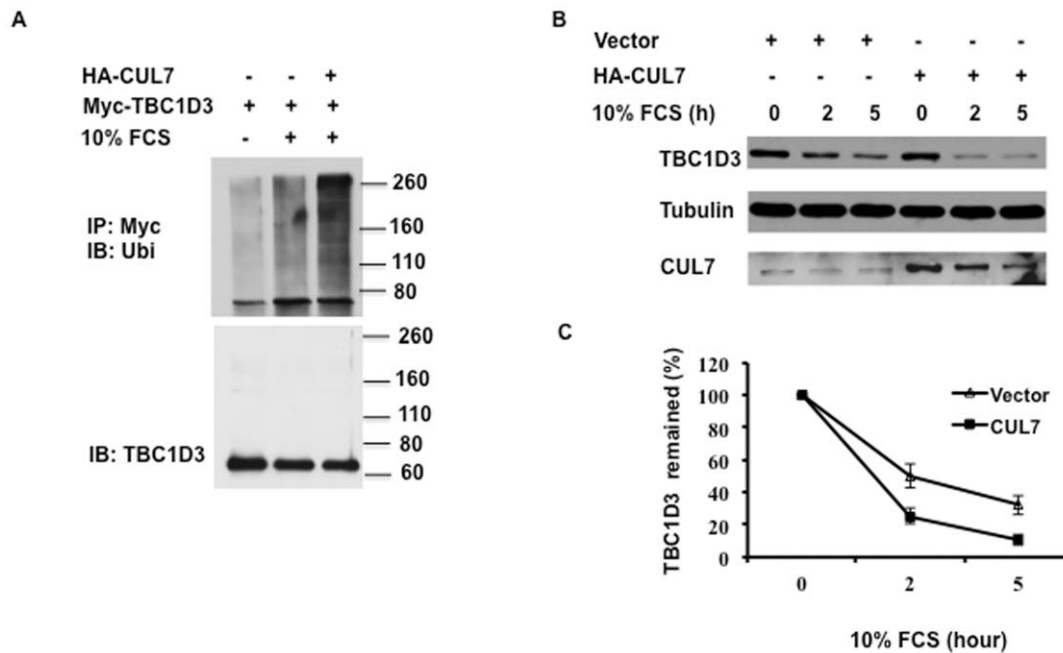 A
HA-CUL7 - - +
Myc-TBC1D3 + + +
10% FCS - + +
IP: Myc
IB: Ubi
260
160
110
80
IB: TBC1D3
260
160
110
80
60
B
Vector + + + - - -
HA-CUL7 - - - + + +
10% FCS (h) 0 2 5 0 2 5
TBC1D3
Tubulin
CUL7
C
TBC1D3 remained (%)
120
100
80
60
40
20
0
Vector
CUL7
0 2 5
10% FCS (hour)